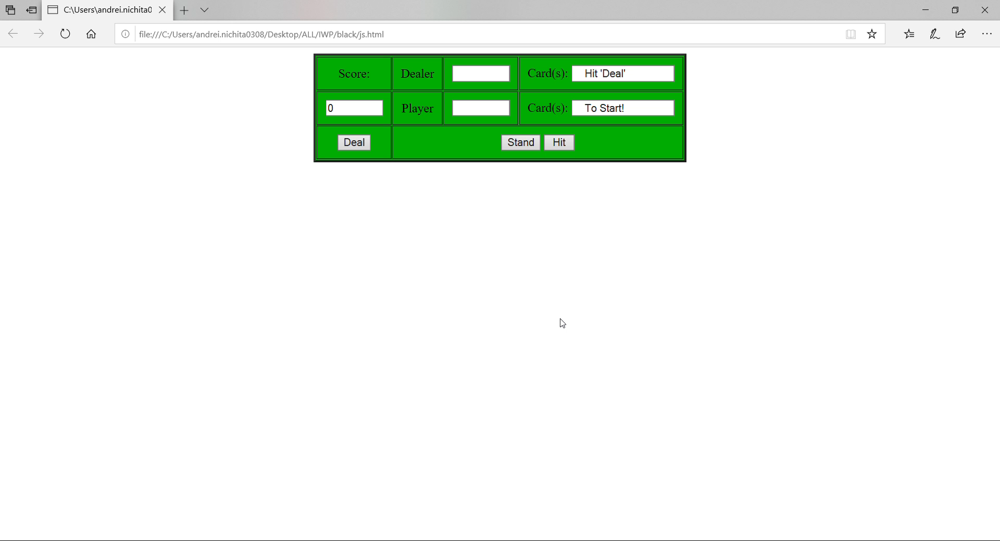 C:\Users\andrei.nichita0
file:///C:/Users/andrei.nichita0308/Desktop/ALL/IWP/black/js.html
Score: Dealer Card(s): Hit 'Deal'
0 Player Card(s): To Start!
Deal Stand Hit